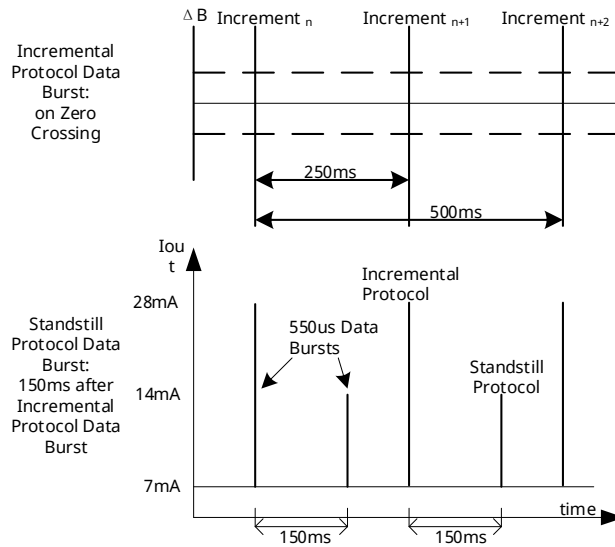 Δ B
Increment n
Increment n+1
Increment n+2
Incremental
Protocol Data
Burst:
on Zero
Crossing
250ms
500ms
Iou
t
Incremental
Protocol
28mA
550us Data
Bursts
Standstill
Protocol Data
Burst:
150ms after
Incremental
Protocol Data
Burst
Standstill
Protocol
14mA
7mA
time
150ms
150ms